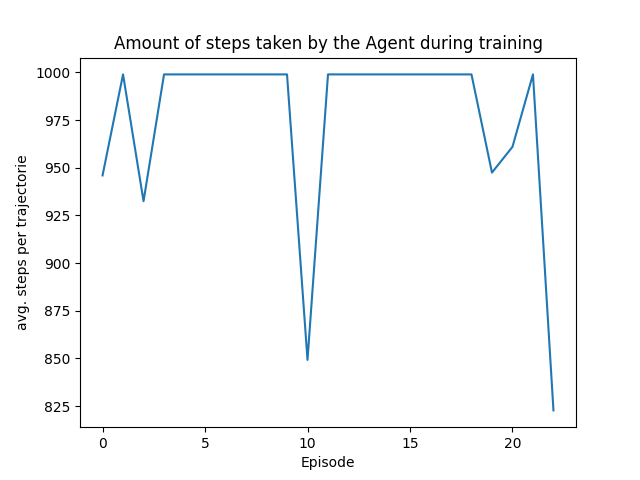 Amount of steps taken by the Agent during training
1000
975
950
925
900
875
850
825
avg. steps per trajectorie
0 5 10 15 20
Episode